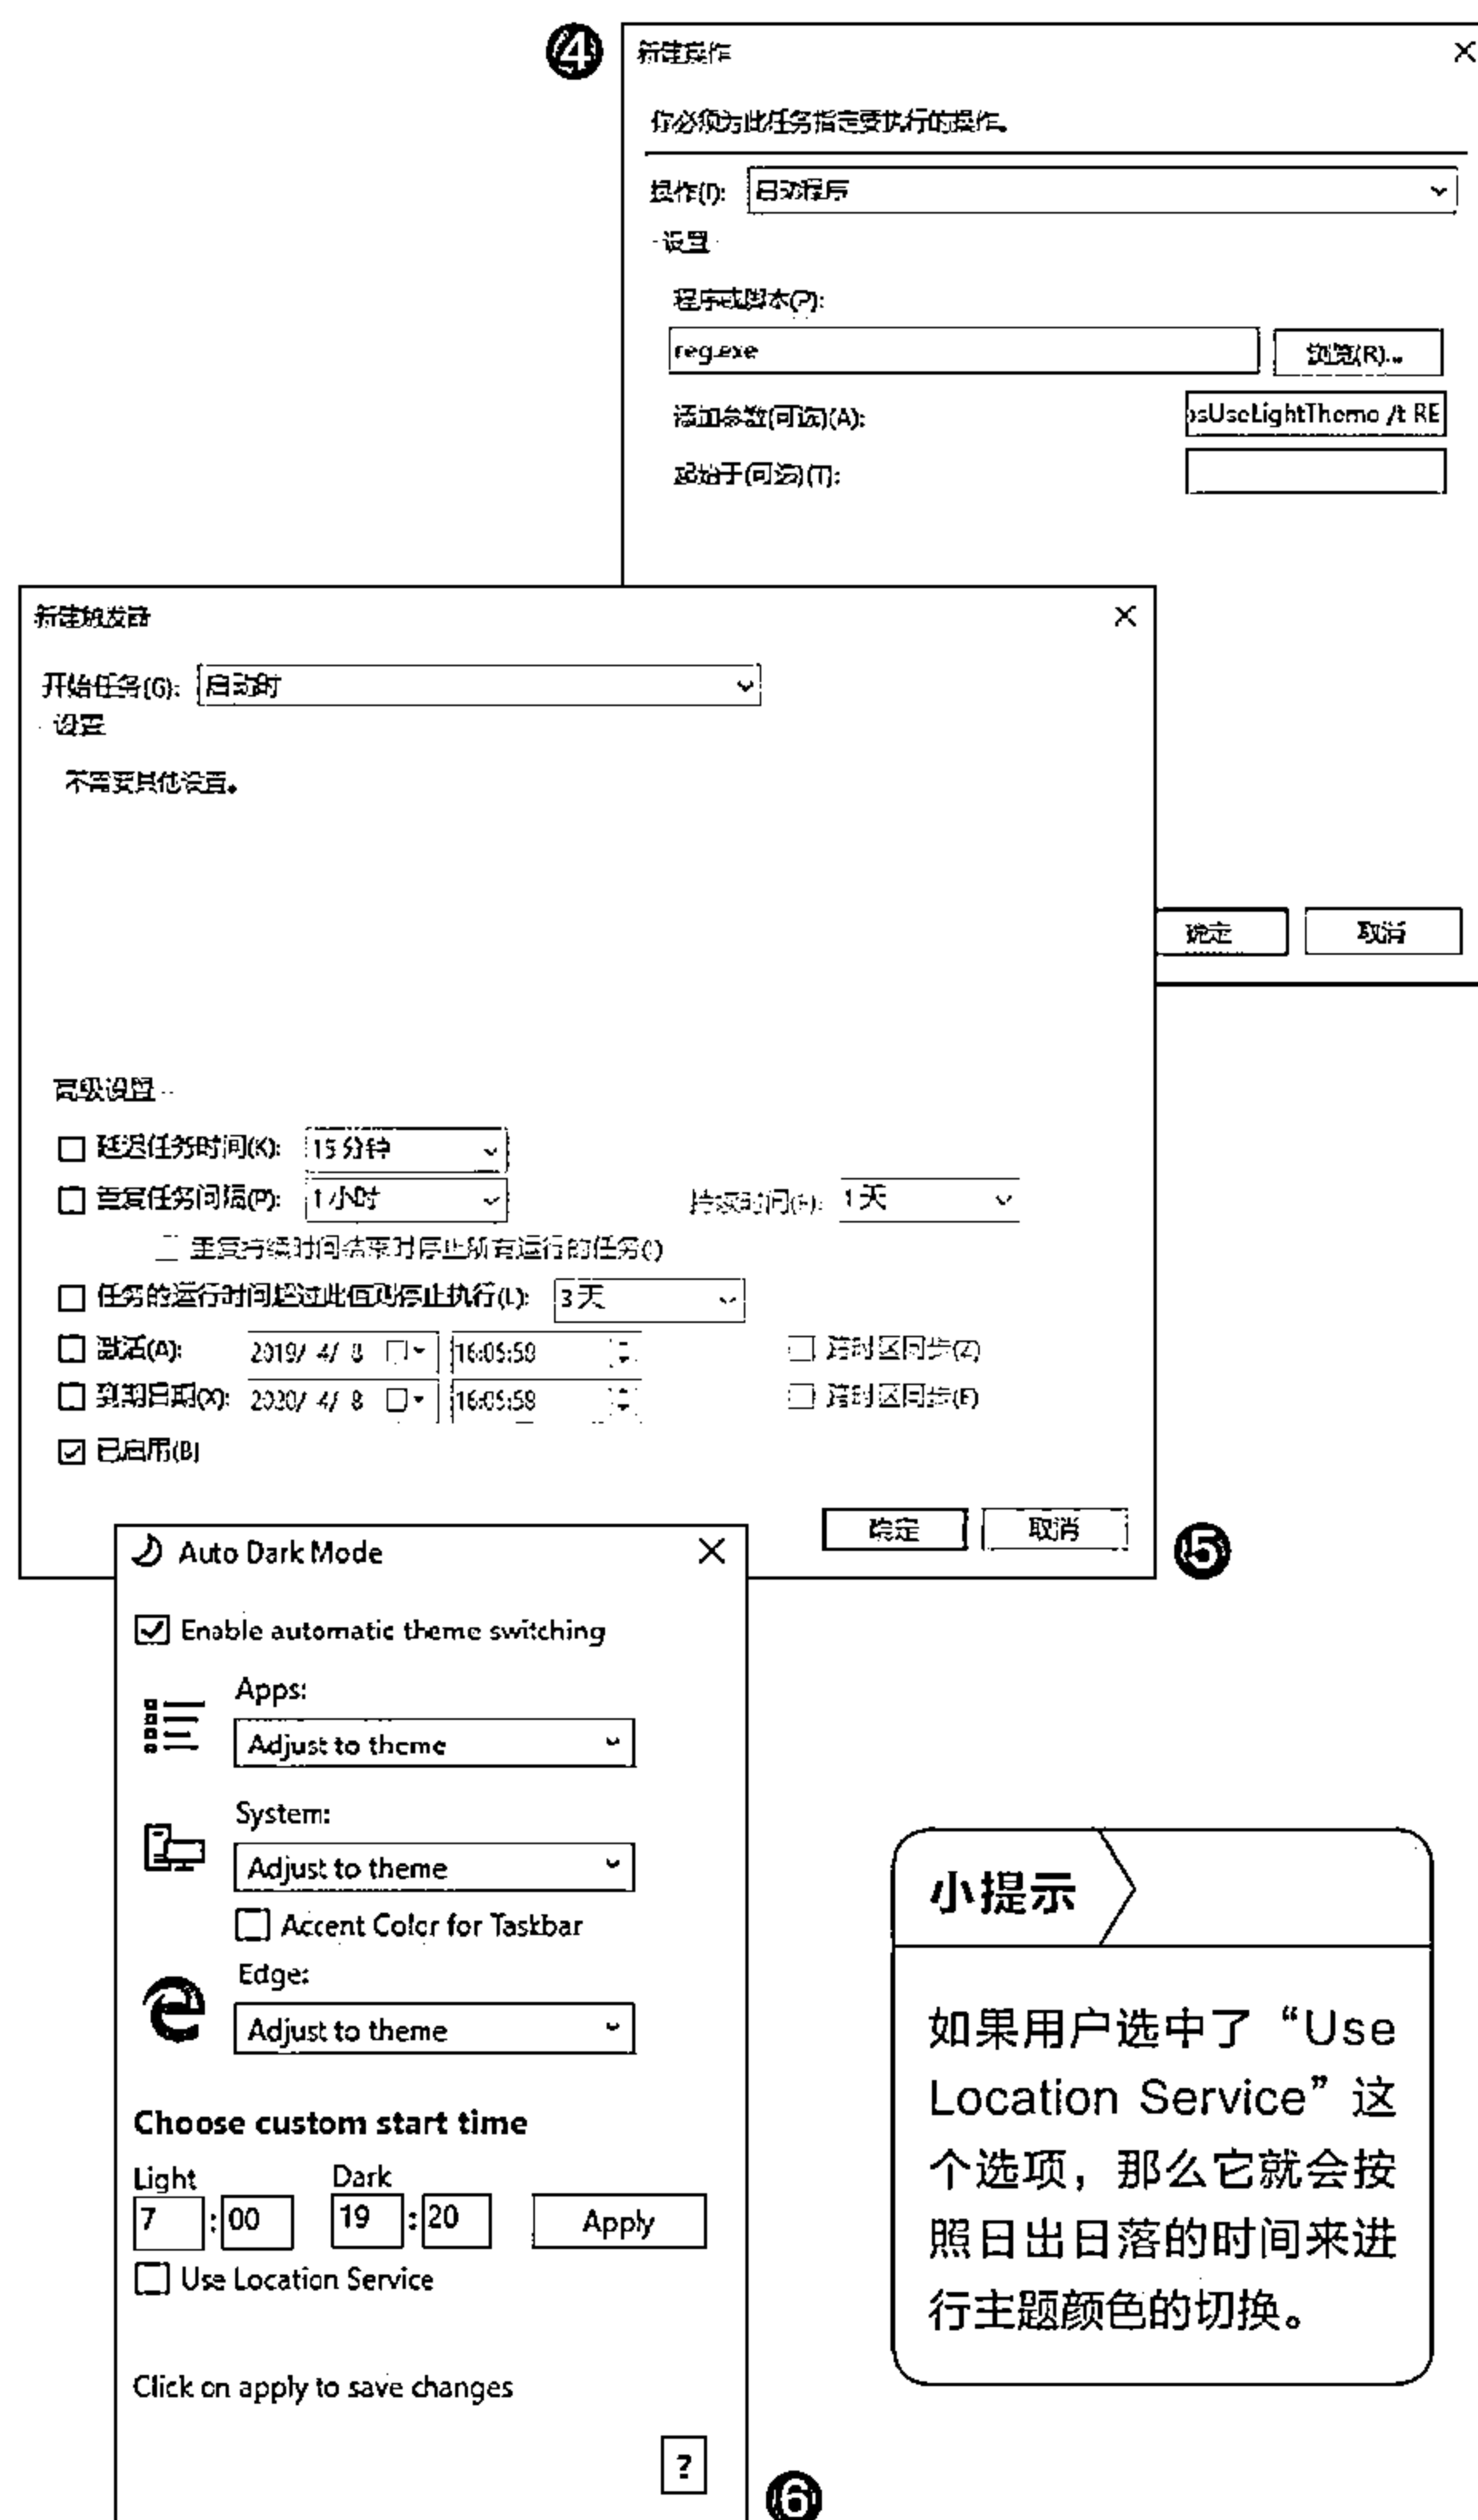 ④
新建操作
你必须为此任务指定要执行的操作。
操作(I): 启动程序
设置
程序或脚本(P):
reg.exe 浏览(R)...
添加参数(可选)(A): UseLightThemo /t RE
起始于(可选)(T):
确定 取消
新建触发器
开始任务(G): 启动时
设置
不需要其他设置。
高级设置
延迟任务时间(K): 15 分钟
重复任务间隔(P): 1 小时 持续时间(F): 1 天
重复持续时间结束时停止所有运行的任务(I)
任务的运行时间超过此值则停止执行(L): 3 天
激活(A): 2019/ 4/ 8 16:05:58 跨时区同步(Z)
到期日期(X): 2020/ 4/ 8 16:05:58 跨时区同步(E)
已启用(B)
确定 取消
⑤
Auto Dark Mode
Enable automatic theme switching
Apps:
Adjust to theme
System:
Adjust to theme
Accent Color for Taskbar
Edge:
Adjust to theme
Choose custom start time
Light Dark
7 : 00 19 : 20 Apply
Use Location Service
Click on apply to save changes
?
⑥
小提示
如果用户选中了“Use
Location Service”这
个选项，那么它就会按
照日出日落的时间来进
行主题颜色的切换。